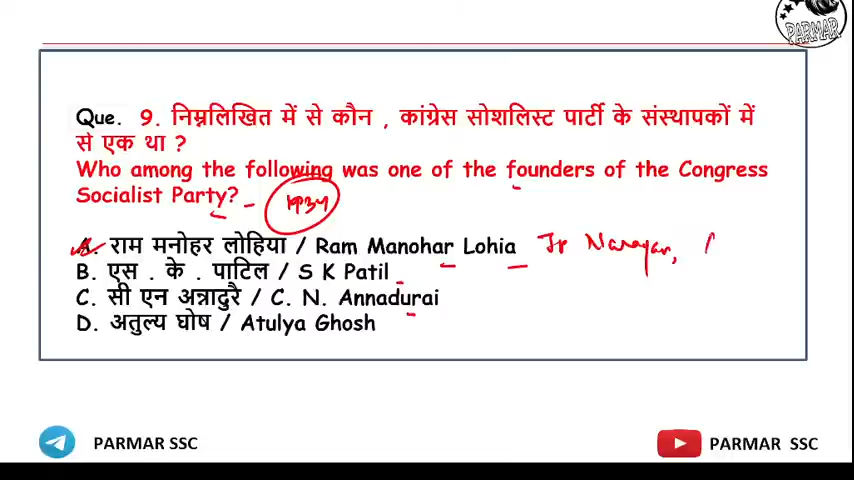 PARMAR
Que. 9. निम्नलिखित में से कौन , कांग्रेस सोशलिस्ट पार्टी के संस्थापकों में
से एक था ?
Who among the following was one of the founders of the Congress
Socialist Party?
1934
A. राम मनोहर लोहिया / Ram Manohar Lohia JP Narayan,
B. एस . के . पाटिल / S K Patil
C. सी एन अन्नादुरै / C. N. Annadurai
D. अतुल्य घोष / Atulya Ghosh
PARMAR SSC
PARMAR SSC